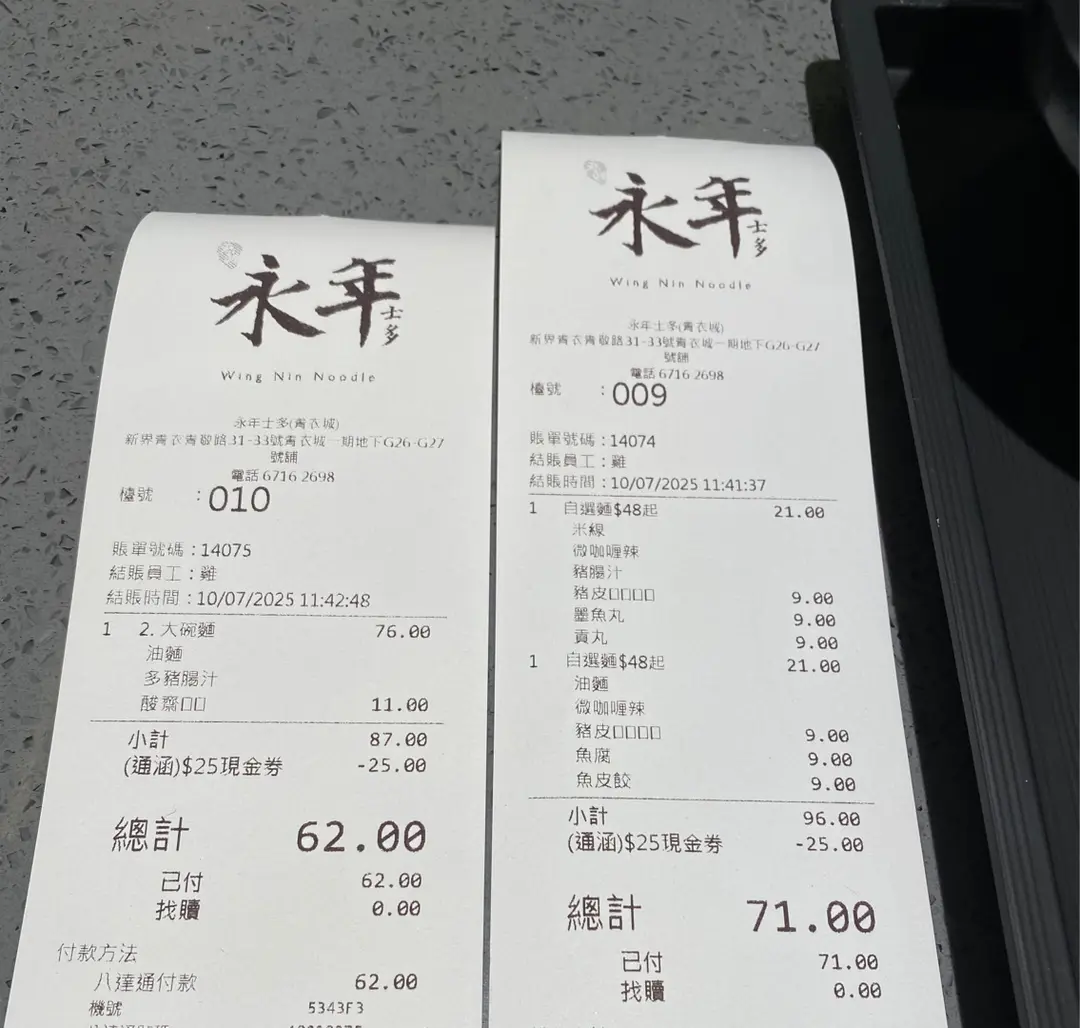 永年
士多
Wing Nin Noodle
永年士多(青衣城)
新界青衣青敬路31-33號青衣城一期地下G26-G27
號舖
電話 6716 2698
檯號 : 010
賬單號碼 : 14075
結賬員工 : 雞
結賬時間 : 10/07/2025 11:42:48
1 2. 大碗麵 76.00
油麵
多豬腸汁
酸齋□□ 11.00
小計 87.00
(通涵)$25現金券 -25.00
總計 62.00
已付 62.00
找贖 0.00
付款方法
八達通付款 62.00
機號 5343F3
永年
士多
Wing Nin Noodle
永年士多(青衣城)
新界青衣青敬路31-33號青衣城一期地下G26-G27
號舖
電話 6716 2698
檯號 : 009
賬單號碼 : 14074
結賬員工 : 雞
結賬時間 : 10/07/2025 11:41:37
1 自選麵$48起 21.00
米線
微咖喱辣
豬腸汁
豬皮□□□□ 9.00
墨魚丸 9.00
貢丸 9.00
1 自選麵$48起 21.00
油麵
微咖喱辣
豬皮□□□□ 9.00
魚腐 9.00
魚皮餃 9.00
小計 96.00
(通涵)$25現金券 -25.00
總計 71.00
已付 71.00
找贖 0.00